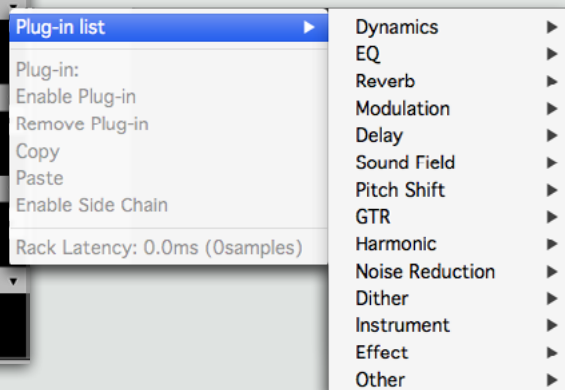 Plug-in list
Plug-in:
Enable Plug-in
Remove Plug-in
Copy
Paste
Enable Side Chain
Rack Latency: 0.0ms (0samples)
Dynamics
EQ
Reverb
Modulation
Delay
Sound Field
Pitch Shift
GTR
Harmonic
Noise Reduction
Dither
Instrument
Effect
Other